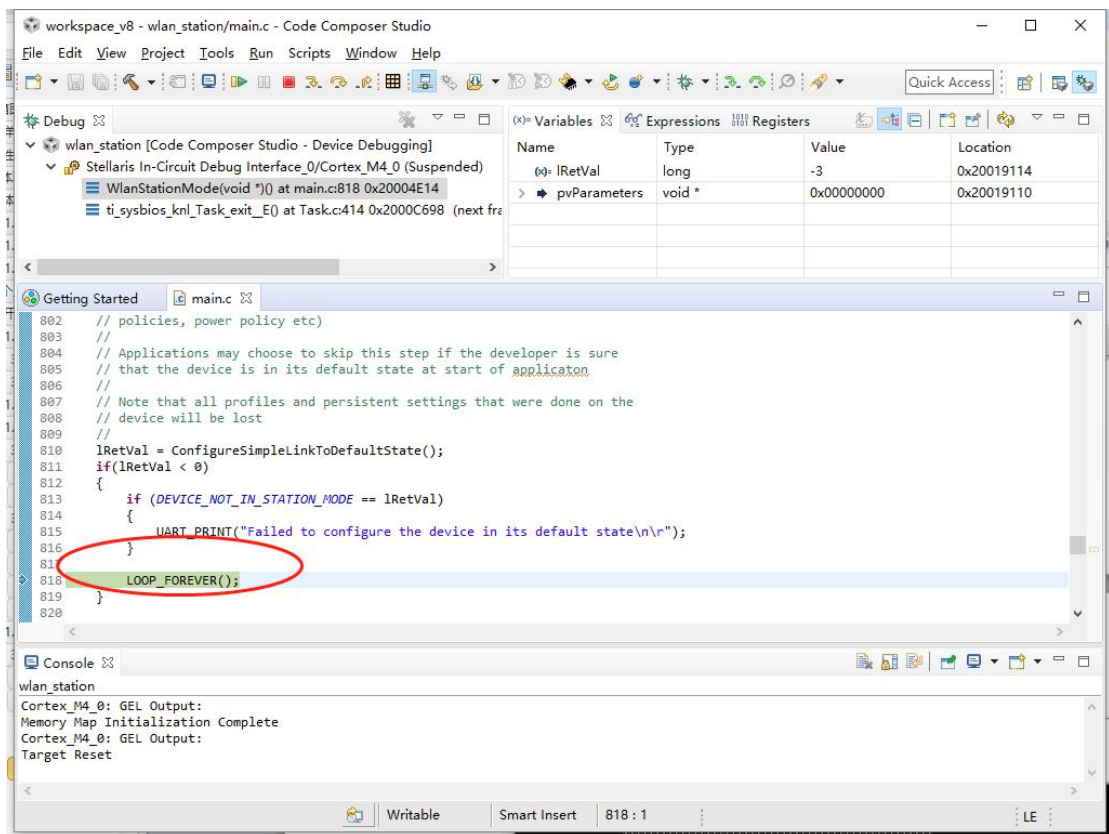 workspace_v8 - wlan_station/main.c - Code Composer Studio
File Edit View Project Tools Run Scripts Window Help
Quick Access
Debug
wlan_station [Code Composer Studio - Device Debugging]
Stellaris In-Circuit Debug Interface_0/Cortex_M4_0 (Suspended)
WlanStationMode(void *)() at main.c:818 0x20004E14
ti_sysbios_knl_Task_exit__E() at Task.c:414 0x2000C698 (next fra
(x)= Variables Expressions 1010 Registers
Name Type Value Location
(x)= lRetVal long -3 0x20019114
pvParameters void * 0x00000000 0x20019110
Getting Started main.c
802 // policies, power policy etc)
803 //
804 // Applications may choose to skip this step if the developer is sure
805 // that the device is in its default state at start of applicaton
806 //
807 // Note that all profiles and persistent settings that were done on the
808 // device will be lost
809 //
810 lRetVal = ConfigureSimpleLinkToDefaultState();
811 if(lRetVal < 0)
812 {
813 if (DEVICE_NOT_IN_STATION_MODE == lRetVal)
814 {
815 UART_PRINT("Failed to configure the device in its default state\n\r");
816 }
817
818 LOOP_FOREVER();
819 }
820
Console
wlan_station
Cortex_M4_0: GEL Output:
Memory Map Initialization Complete
Cortex_M4_0: GEL Output:
Target Reset
Writable Smart Insert 818 : 1 LE